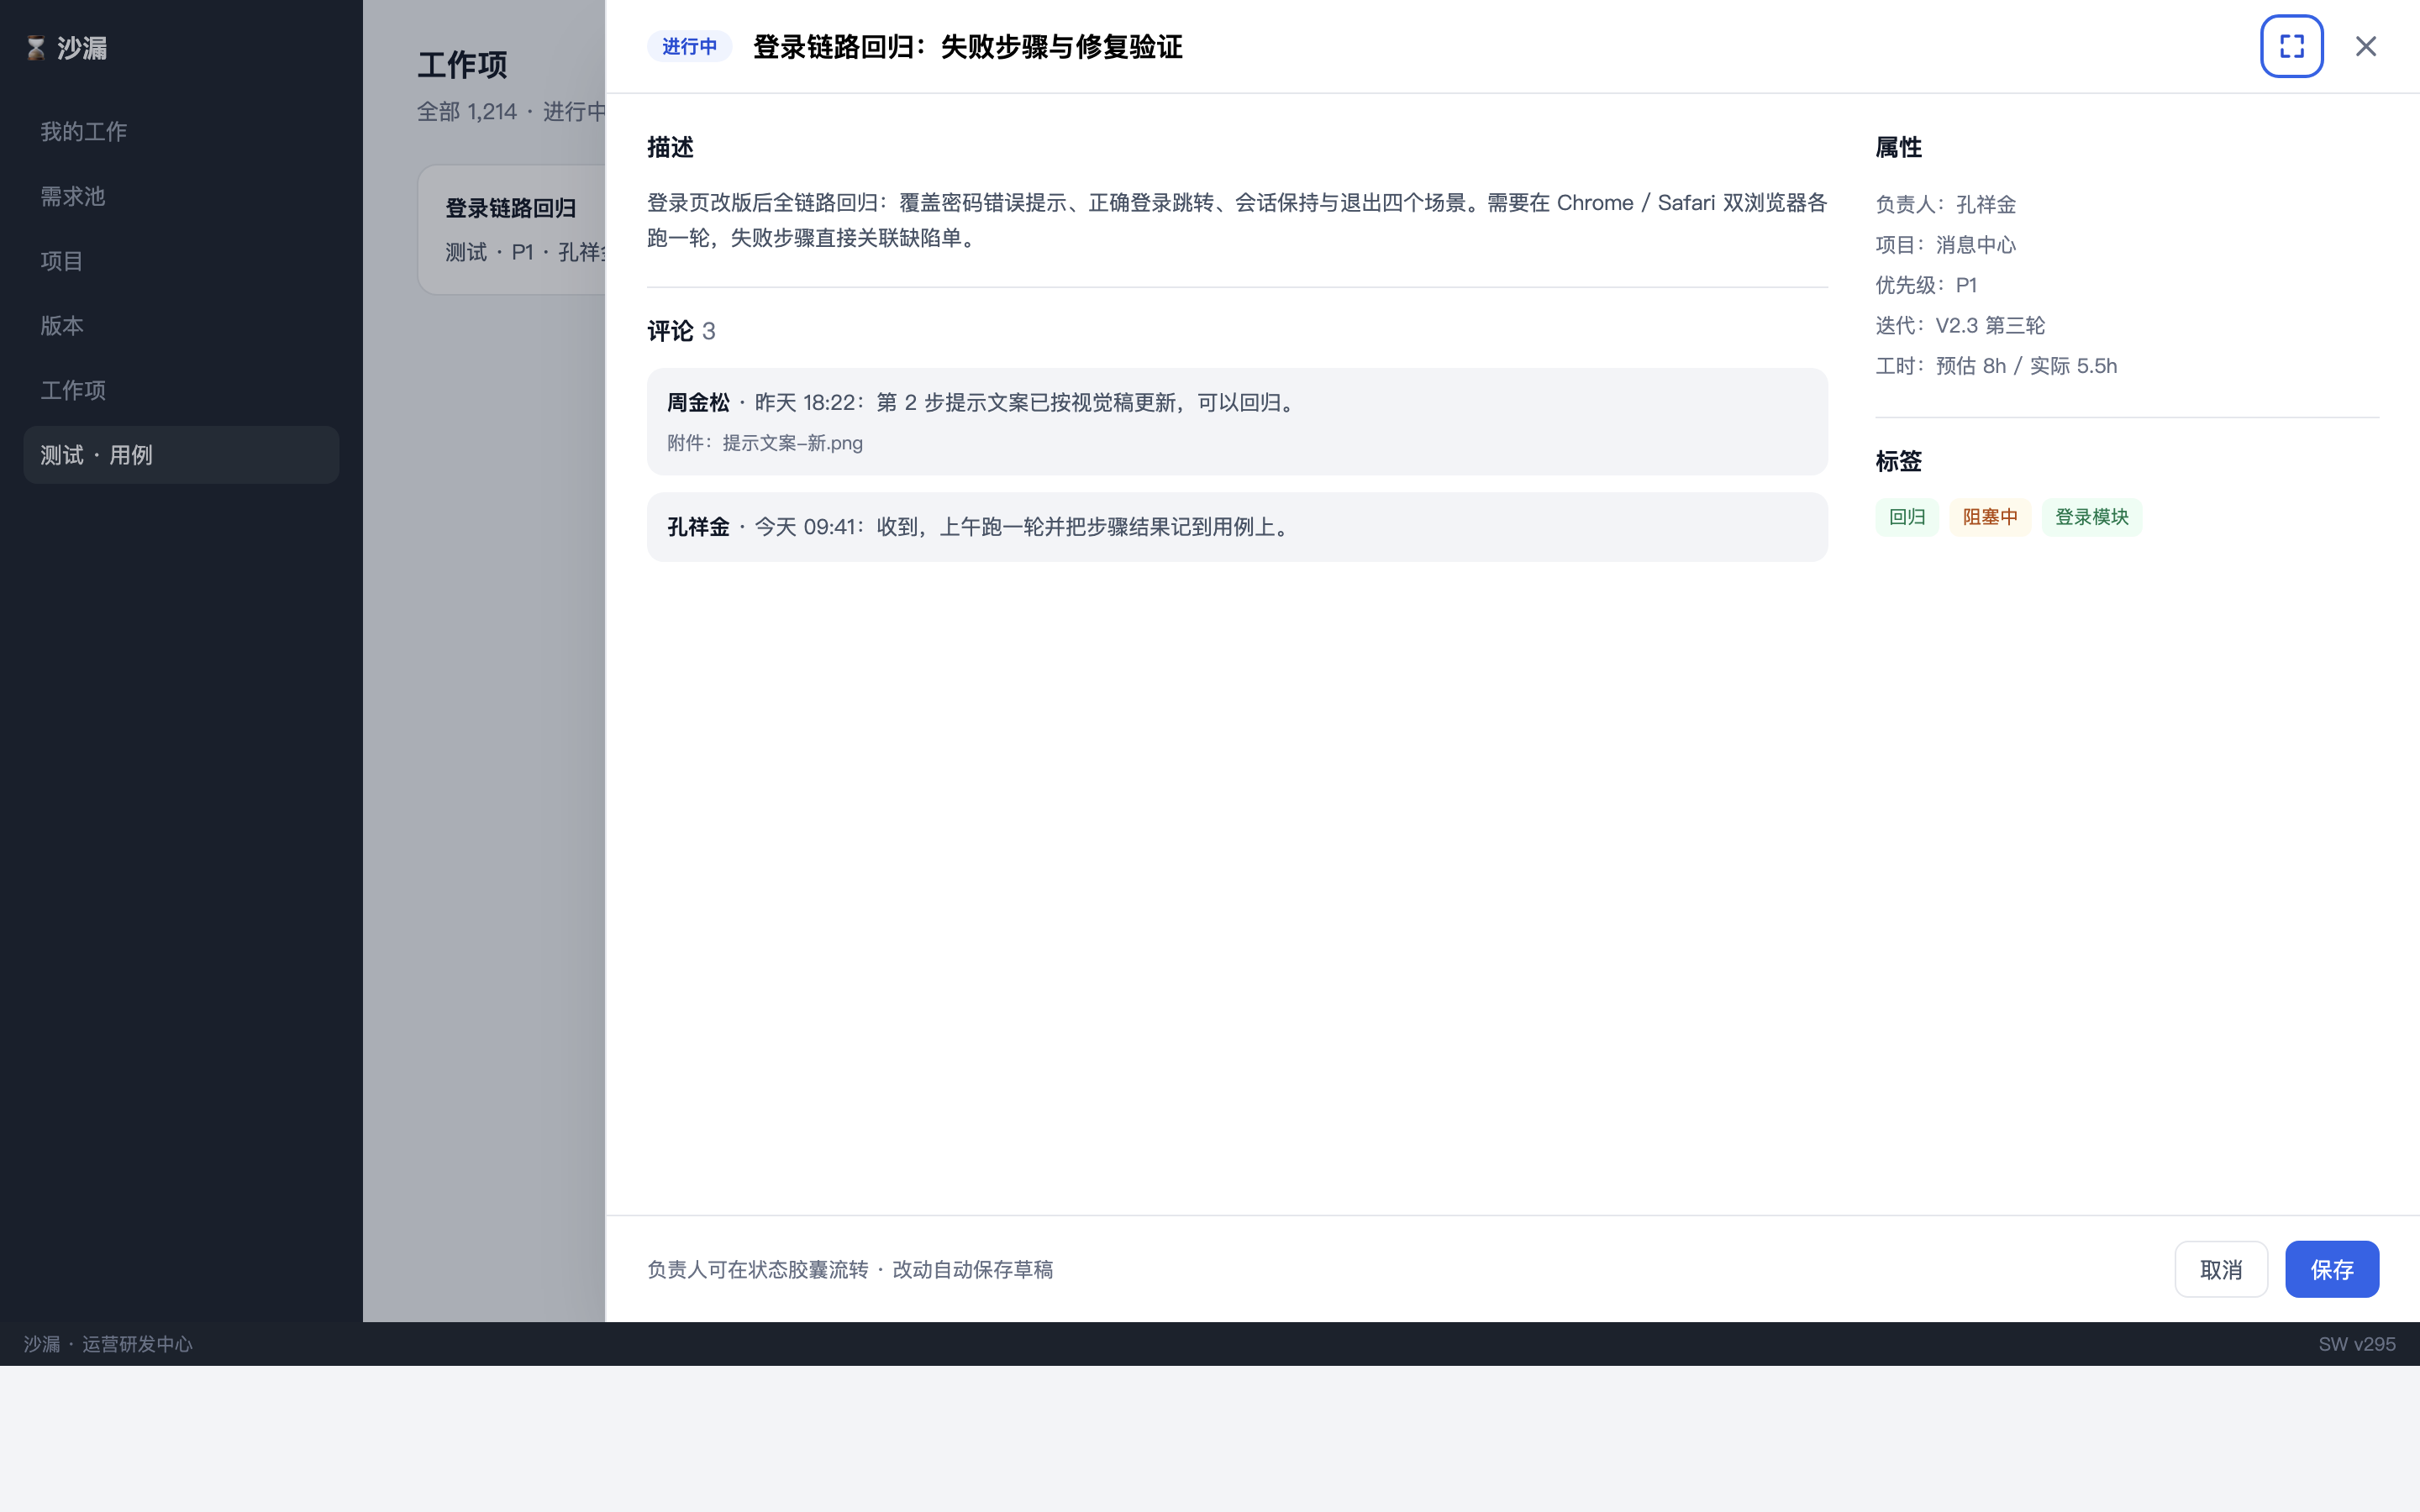 ⏳ 沙漏
我的工作
需求池
项目
版本
工作项
测试 · 用例
工作项
全部 1,214 · 进行中
登录链路回归
测试 · P1 · 孔祥
进行中 登录链路回归：失败步骤与修复验证
描述
登录页改版后全链路回归：覆盖密码错误提示、正确登录跳转、会话保持与退出四个场景。需要在 Chrome / Safari 双浏览器各
跑一轮，失败步骤直接关联缺陷单。
评论 3
周金松 · 昨天 18:22：第 2 步提示文案已按视觉稿更新，可以回归。
附件：提示文案-新.png
孔祥金 · 今天 09:41：收到，上午跑一轮并把步骤结果记到用例上。
属性
负责人：孔祥金
项目：消息中心
优先级：P1
迭代：V2.3 第三轮
工时：预估 8h / 实际 5.5h
标签
回归 阻塞中 登录模块
负责人可在状态胶囊流转 · 改动自动保存草稿
取消 保存
沙漏 · 运营研发中心
SW v295